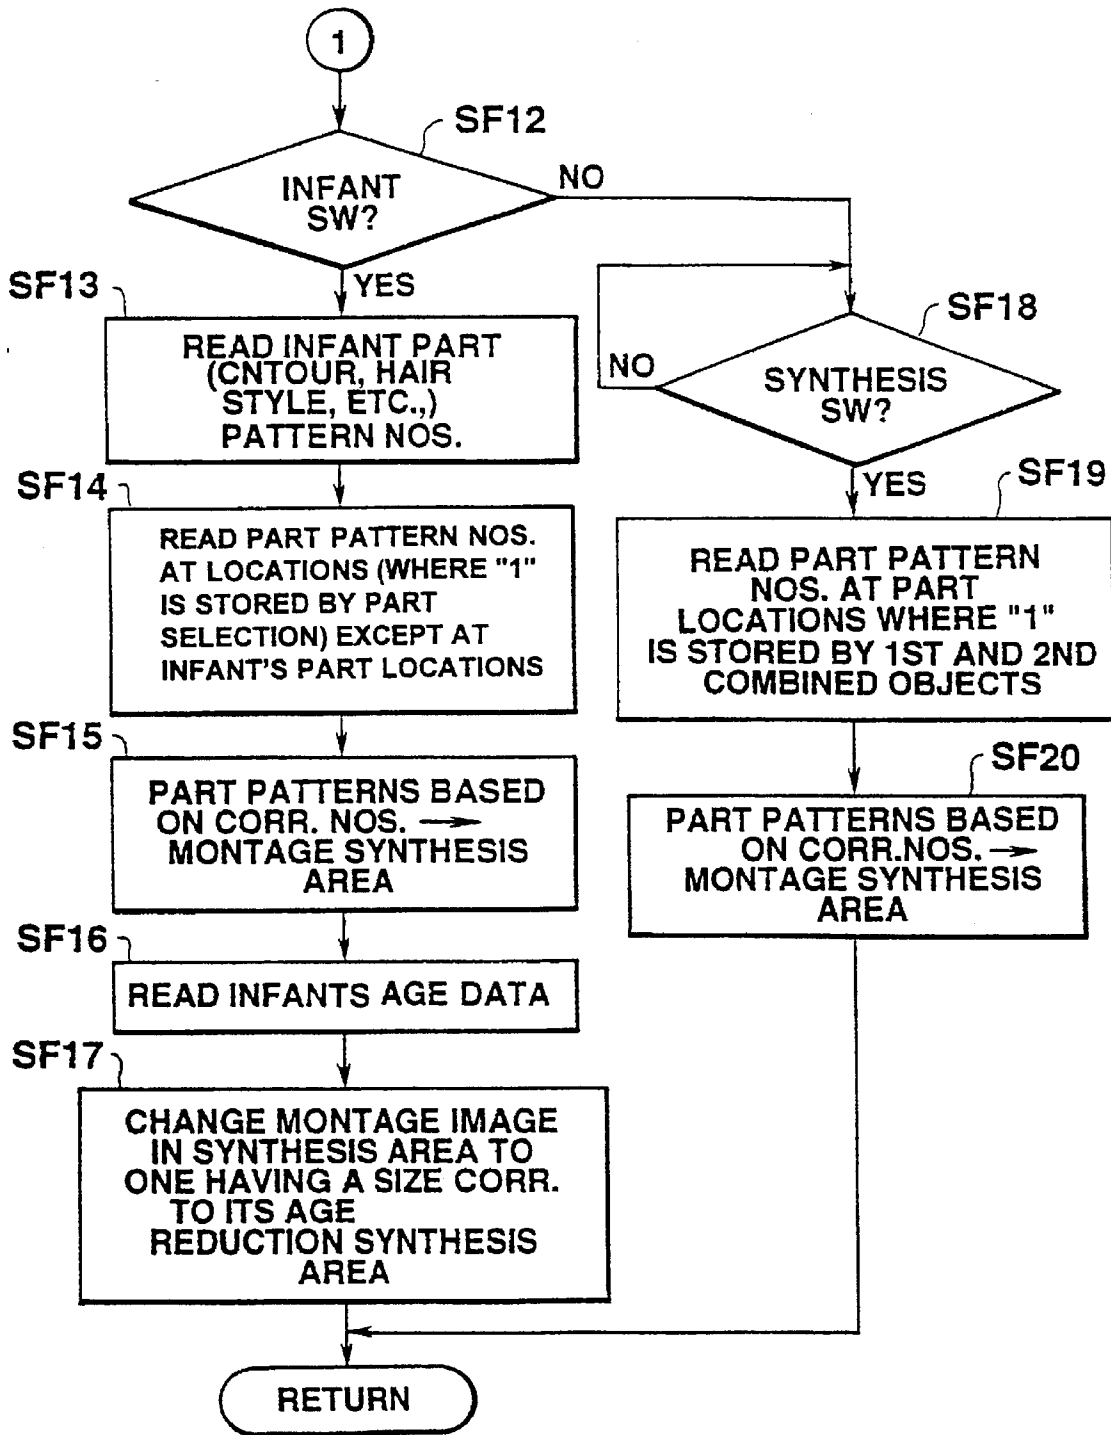 1
SF12
INFANT
SW?
NO
YES
SF13
READ INFANT PART
(CNTOUR, HAIR
STYLE, ETC.,)
PATTERN NOS.
SF14
READ PART PATTERN NOS.
AT LOCATIONS (WHERE "1"
IS STORED BY PART
SELECTION) EXCEPT AT
INFANT'S PART LOCATIONS
SF15
PART PATTERNS BASED
ON CORR. NOS. →
MONTAGE SYNTHESIS
AREA
SF16
READ INFANTS AGE DATA
SF17
CHANGE MONTAGE IMAGE
IN SYNTHESIS AREA TO
ONE HAVING A SIZE CORR.
TO ITS AGE
REDUCTION SYNTHESIS
AREA
SF18
SYNTHESIS
SW?
NO
YES
SF19
READ PART PATTERN
NOS. AT PART
LOCATIONS WHERE "1"
IS STORED BY 1ST AND 2ND
COMBINED OBJECTS
SF20
PART PATTERNS BASED
ON CORR.NOS. →
MONTAGE SYNTHESIS
AREA
RETURN